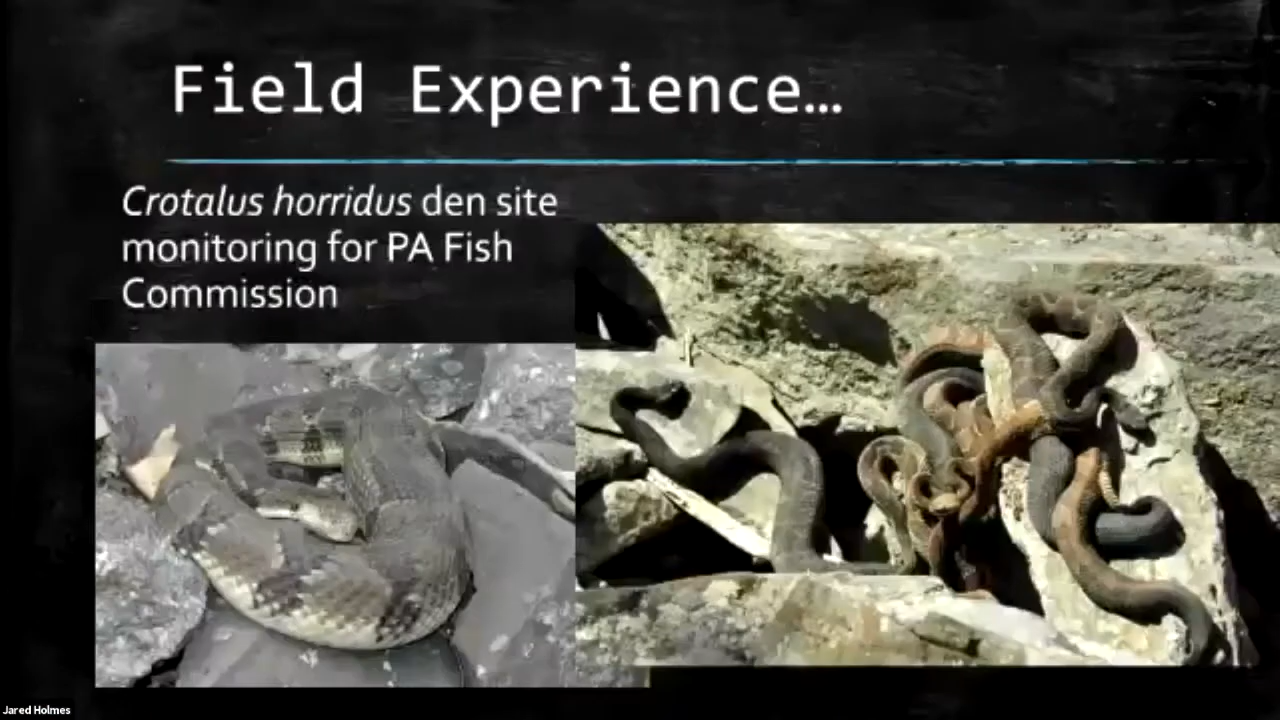 Field Experience…
Crotalus horridus den site
monitoring for PA Fish
Commission
Jared Holmes